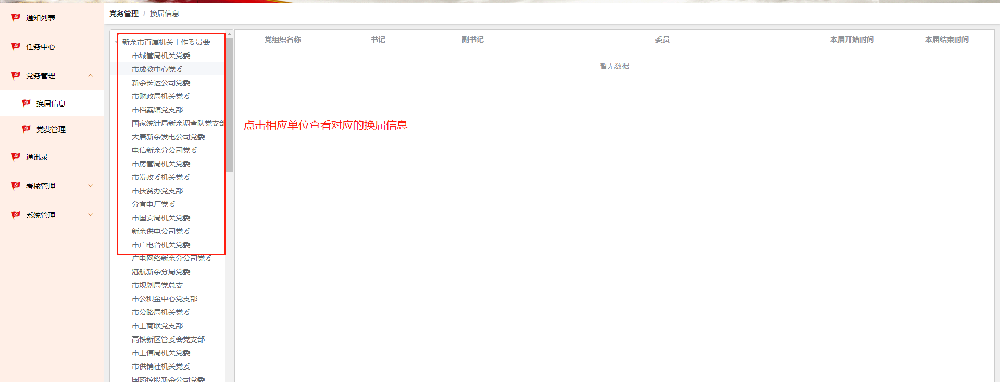 通知列表
任务中心
党务管理
换届信息
党费管理
通讯录
考核管理
系统管理
党务管理 / 换届信息
新余市直属机关工作委员会
市城管局机关党委
市成教中心党委
新余长运公司党委
市财政局机关党委
市档案馆党支部
国家统计局新余调查队党支部
大唐新余发电公司党委
电信新余分公司党委
市房管局机关党委
市发改委机关党委
市扶贫办党支部
分宜电厂党委
市国安局机关党委
新余供电公司党委
市广电台机关党委
广电网络新余分公司党委
港航新余分局党委
市规划局党总支
市公积金中心党支部
市公路局机关党委
市工商联党支部
高铁新区管委会党支部
市工信局机关党委
市供销社机关党委
国药控股新余公司党委
党组织名称 书记 副书记 委员 本届开始时间 本届结束时间
暂无数据
点击相应单位查看对应的换届信息